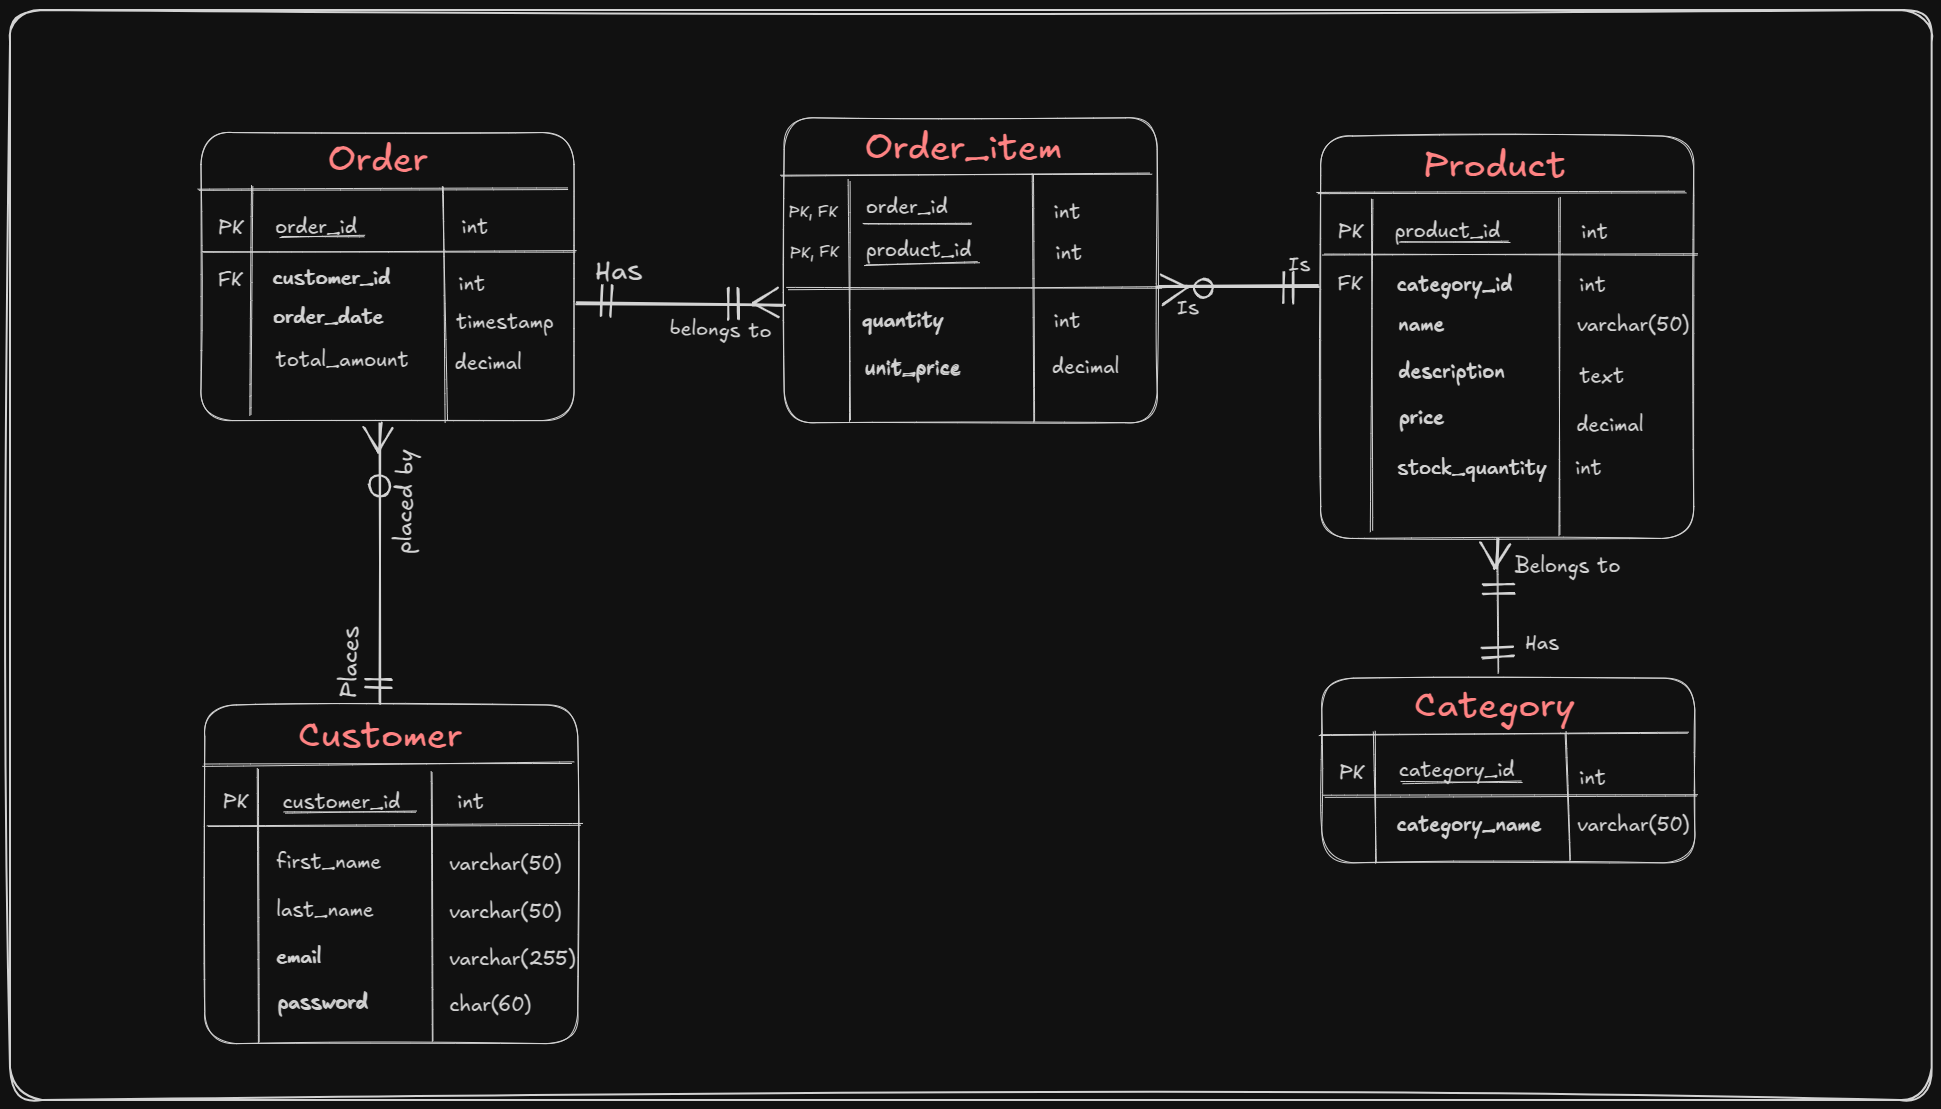 Order
PK order_id int
FK customer_id int
order_date timestamp
total_amount decimal
Has
belongs to
Order_item
PK, FK order_id int
PK, FK product_id int
quantity int
unit_price decimal
Is
Is
Product
PK product_id int
FK category_id int
name varchar(50)
description text
price decimal
stock_quantity int
placed by
Places
Belongs to
Has
Customer
PK customer_id int
first_name varchar(50)
last_name varchar(50)
email varchar(255)
password char(60)
Category
PK category_id int
category_name varchar(50)